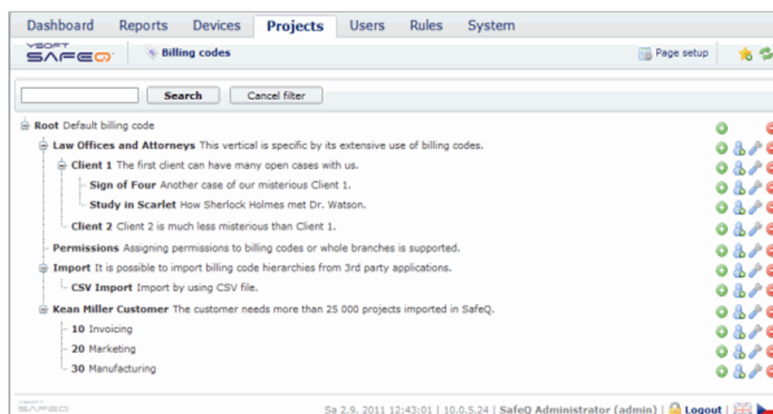 Dashboard Reports Devices Projects Users Rules System
YSOFT SAFEQ Billing codes Page setup
Search Cancel filter
Root Default billing code
Law Offices and Attorneys This vertical is specific by its extensive use of billing codes.
Client 1 The first client can have many open cases with us.
Sign of Four Another case of our misterious Client 1.
Study in Scarlet How Sherlock Holmes met Dr. Watson.
Client 2 Client 2 is much less misterious than Client 1.
Permissions Assigning permissions to billing codes or whole branches is supported.
Import It is possible to import billing code hierarchies from 3rd party applications.
CSV Import Import by using CSV file.
Kean Miller Customer The customer needs more than 25 000 projects imported in SafeQ.
10 Invoicing
20 Marketing
30 Manufacturing
YSOFT SAFEQ Sa 2.9. 2011 12:43:01 | 10.0.5.24 | SafeQ Administrator (admin) | Logout |